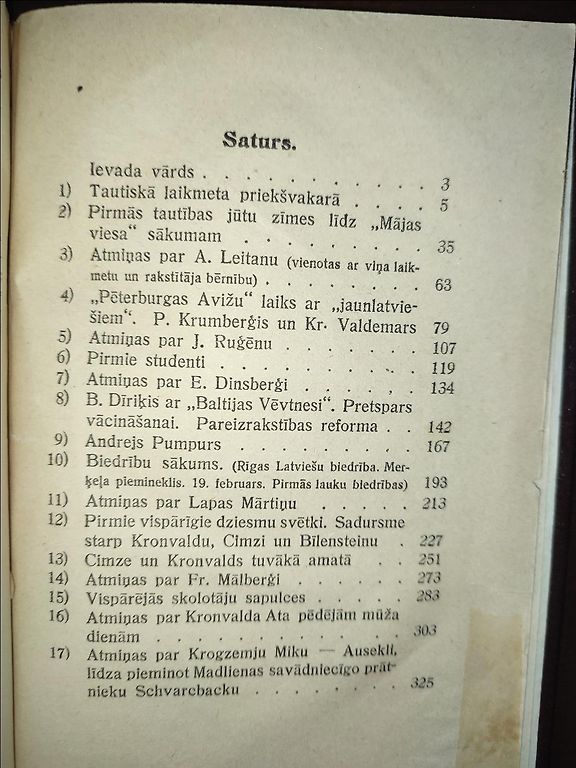 Saturs.
Ievada vārds . . . . . . . . . 3
1) Tautiskā laikmeta priekšvakarā . . . . 5
2) Pirmās tautības jūtu zīmes līdz „Mājas
viesa“ sākumam . . . . . . . . 35
3) Atmiņas par A. Leitanu (vienotas ar viņa laik-
metu un rakstītāja bērnību) . . . . . . . . 63
4) „Pēterburgas Avižu“ laiks ar „jaunlatvie-
šiem“. P. Krumberģis un Kr. Valdemars 79
5) Atmiņas par J. Ruģēnu . . . . . . . 107
6) Pirmie studenti . . . . . . . . . 119
7) Atmiņas par E. Dinsberģi . . . . . . 134
8) B. Dīriķis ar „Baltijas Vēvtnesi“. Pretspars
vācināšanai. Pareizrakstības reforma . . 142
9) Andrejs Pumpurs . . . . . . . . 167
10) Biedrību sākums. (Rīgas Latviešu biedrība. Mer-
ķeļa piemineklis. 19. februars. Pirmās lauku biedrības) 193
11) Atmiņas par Lapas Mārtiņu . . . . . 213
12) Pirmie vispārīgie dziesmu svētki. Sadursme
starp Kronvaldu, Cimzi un Bīlensteinu . 227
13) Cimze un Kronvalds tuvākā amatā . . 251
14) Atmiņas par Fr. Mālberģi . . . . . . 273
15) Vispārējās skolotāju sapulces . . . . . 283
16) Atmiņas par Kronvalda Ata pēdējām mūža
dienām . . . . . . . . . . . 303
17) Atmiņas par Krogzemju Miku — Ausekli,
līdza pieminot Madlienas savādniecīgo prāt-
nieku Schvarcbacku . . . . . . . 325